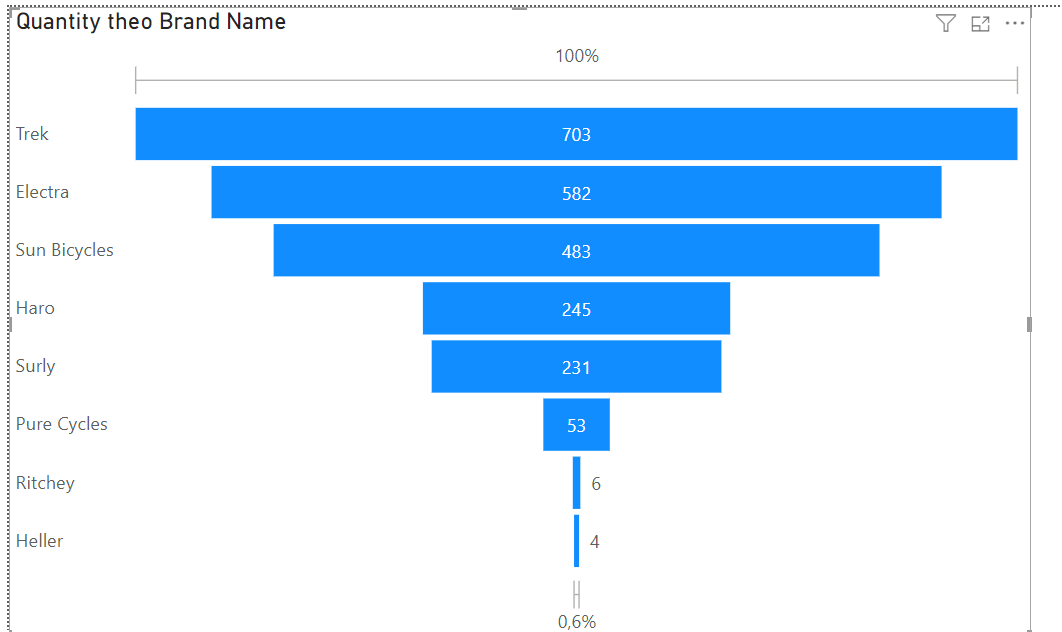 Quantity theo Brand Name
100%
Trek 703
Electra 582
Sun Bicycles 483
Haro 245
Surly 231
Pure Cycles 53
Ritchey 6
Heller 4
0,6%